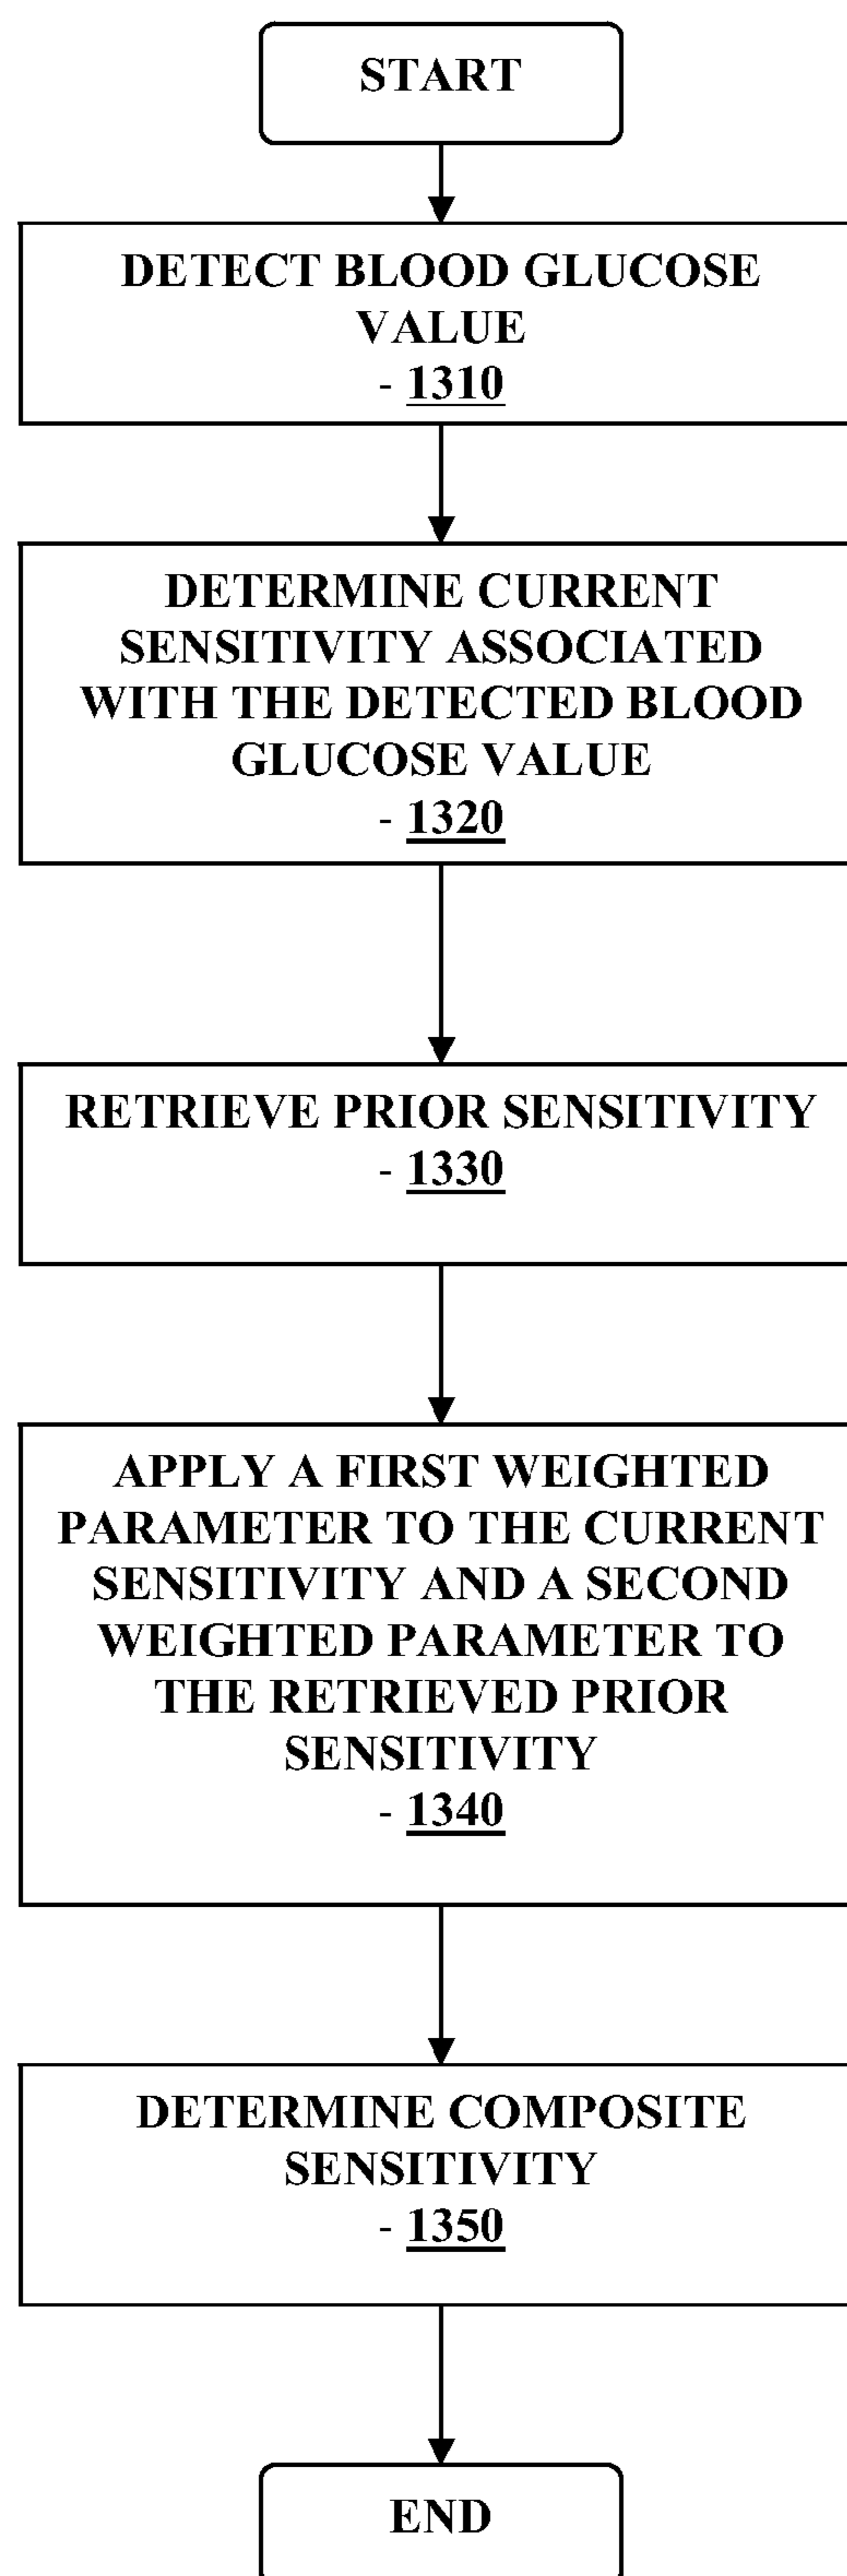 START
DETECT BLOOD GLUCOSE
VALUE
- 1310
DETERMINE CURRENT
SENSITIVITY ASSOCIATED
WITH THE DETECTED BLOOD
GLUCOSE VALUE
- 1320
RETRIEVE PRIOR SENSITIVITY
- 1330
APPLY A FIRST WEIGHTED
PARAMETER TO THE CURRENT
SENSITIVITY AND A SECOND
WEIGHTED PARAMETER TO
THE RETRIEVED PRIOR
SENSITIVITY
- 1340
DETERMINE COMPOSITE
SENSITIVITY
- 1350
END